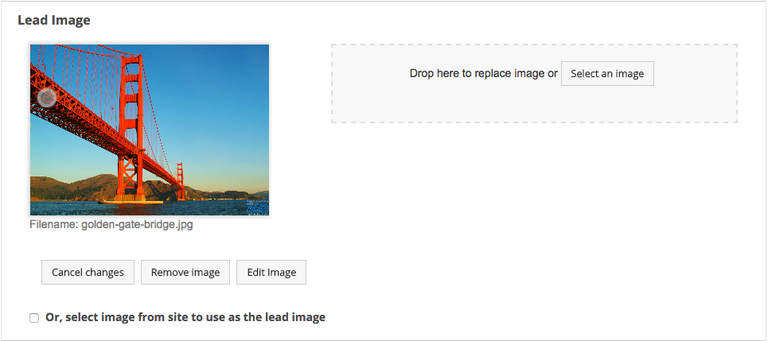 Lead Image
Drop here to replace image or Select an image
Filename: golden-gate-bridge.jpg
Cancel changes Remove image Edit Image
Or, select image from site to use as the lead image